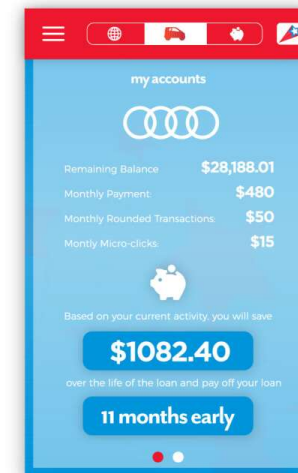 my accounts
Remaining Balance $28,188.01
Monthly Payment: $480
Monthly Rounded Transactions: $50
Montly Micro-clicks: $15
Based on your current activity, you will save
$1082.40
over the life of the loan and pay off your loan
11 months early